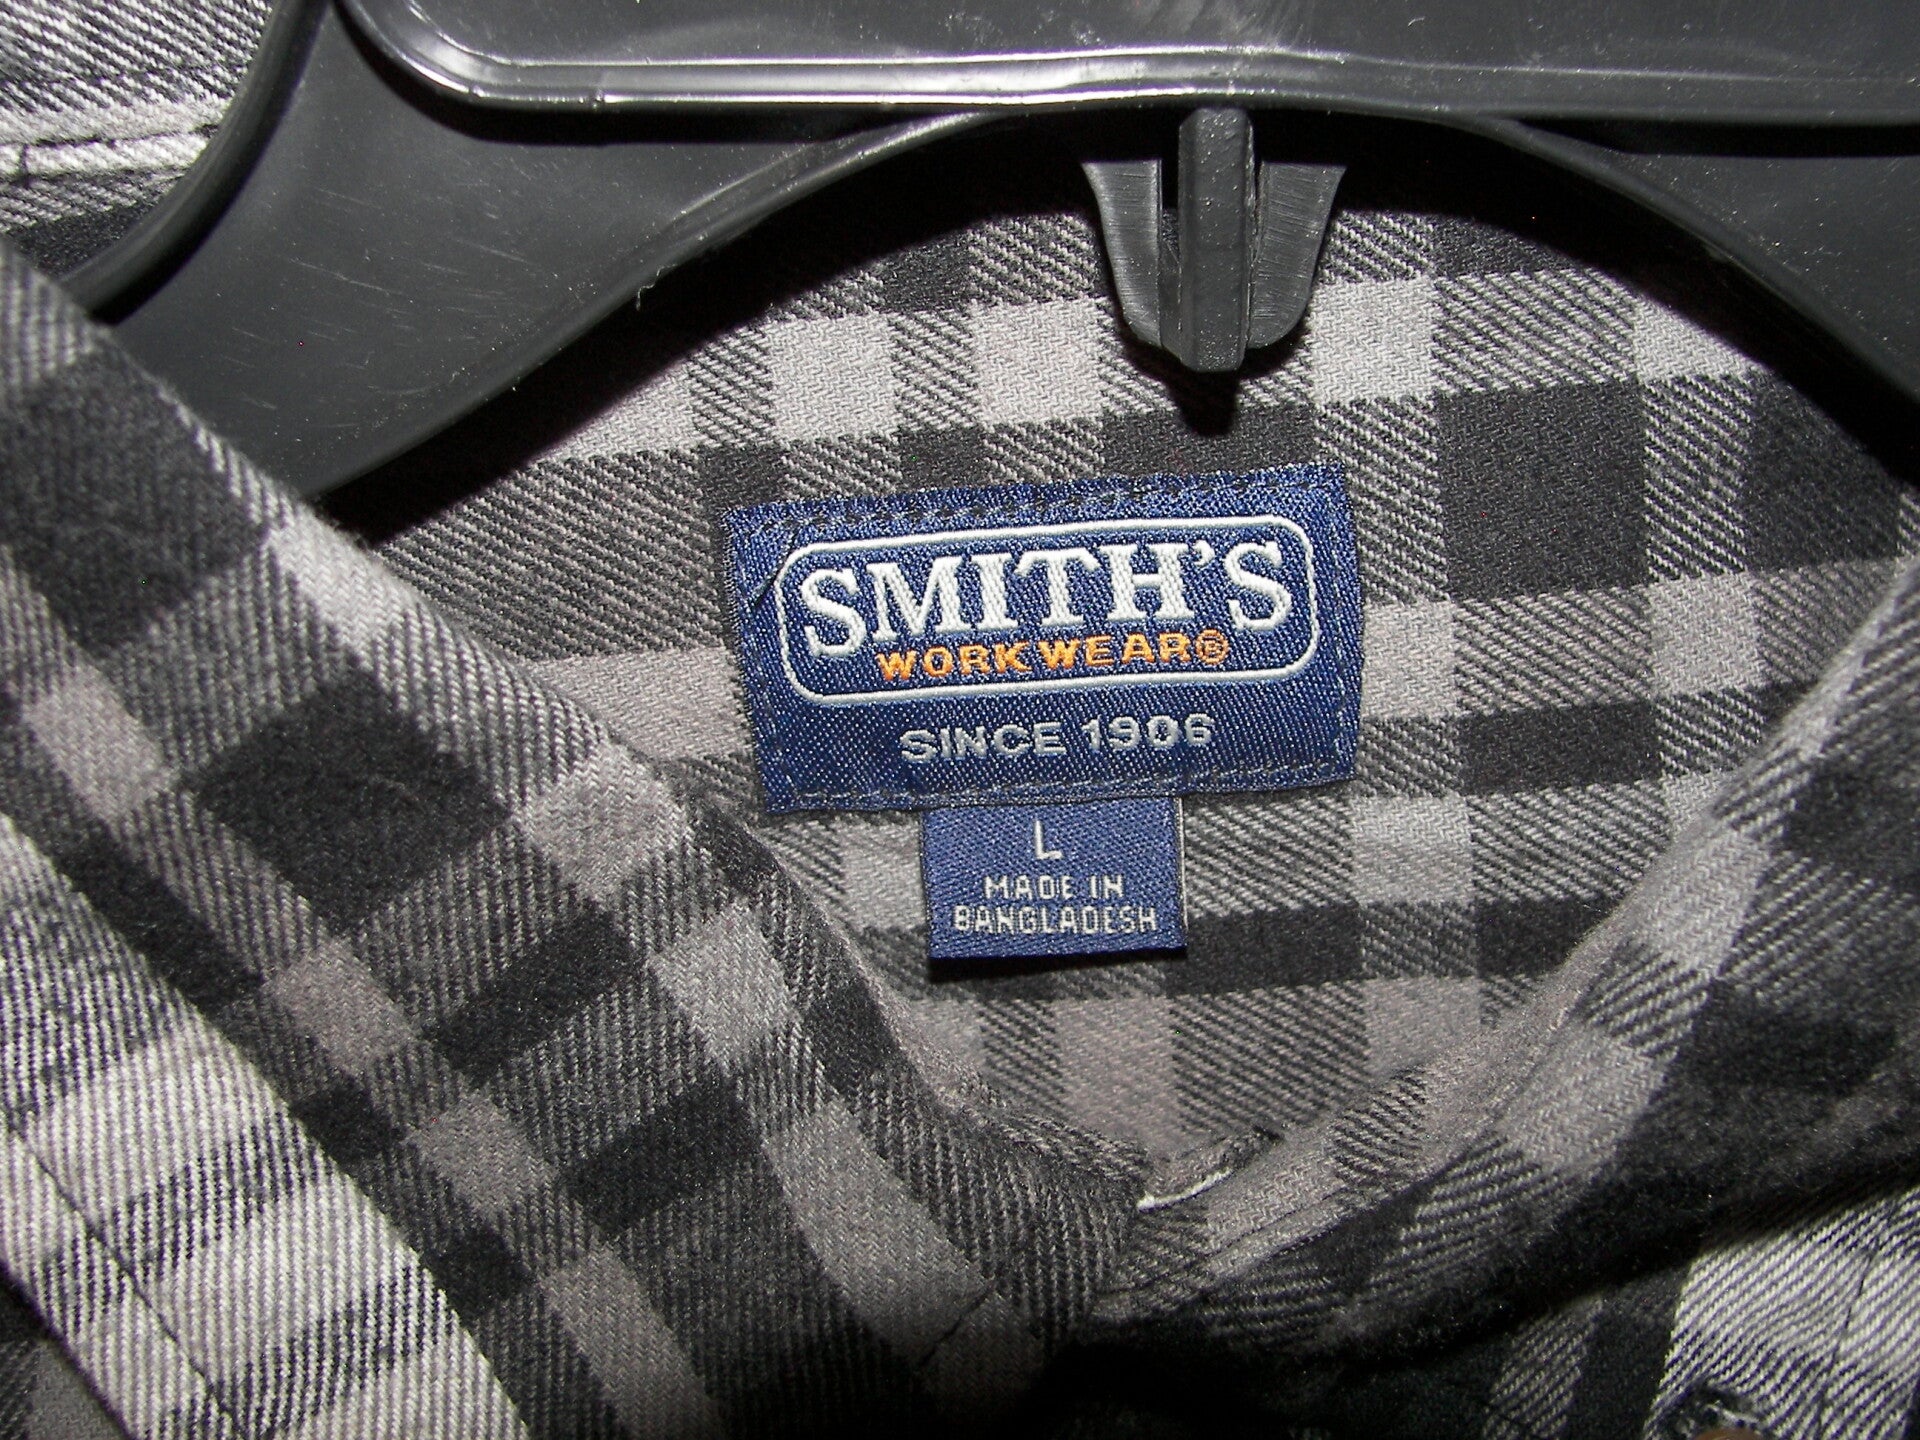 SMITH'S
WORKWEAR®
SINCE 1906
L
MADE IN
BANGLADESH